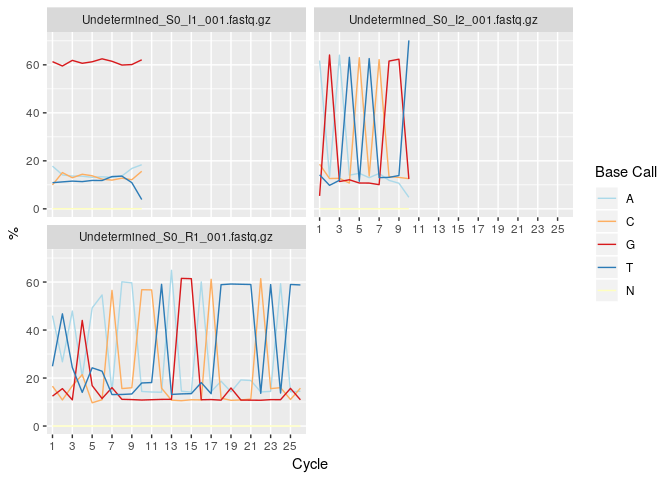 Undetermined_S0_I1_001.fastq.gz
Undetermined_S0_I2_001.fastq.gz
60
40
20
0
1 3 5 7 9 11 13 15 17 19 21 23 25
%
Undetermined_S0_R1_001.fastq.gz
60
40
20
0
1 3 5 7 9 11 13 15 17 19 21 23 25
Cycle
Base Call
A
C
G
T
N